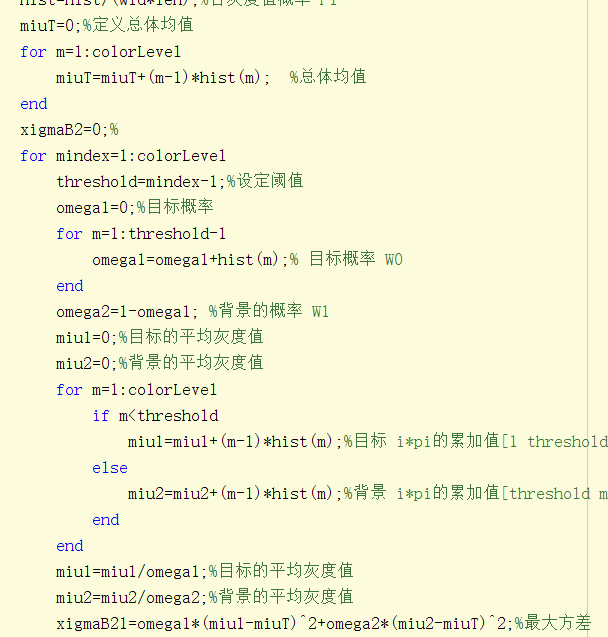 hist=hist/(wid*len);%各灰度值概率 Pi
miuT=0;%定义总体均值
for m=1:colorLevel
miuT=miuT+(m-1)*hist(m);  %总体均值
end
xigmaB2=0;%
for mindex=1:colorLevel
threshold=mindex-1;%设定阈值
omega1=0;%目标概率
for m=1:threshold-1
omega1=omega1+hist(m);% 目标概率 W0
end
omega2=1-omega1; %背景的概率 W1
miu1=0;%目标的平均灰度值
miu2=0;%背景的平均灰度值
for m=1:colorLevel
if m<threshold
miu1=miu1+(m-1)*hist(m);%目标 i*pi的累加值[1 threshold
else
miu2=miu2+(m-1)*hist(m);%背景 i*pi的累加值[threshold m
end
end
miu1=miu1/omega1;%目标的平均灰度值
miu2=miu2/omega2;%背景的平均灰度值
xigmaB21=omega1*(miu1-miuT)^2+omega2*(miu2-miuT)^2;%最大方差